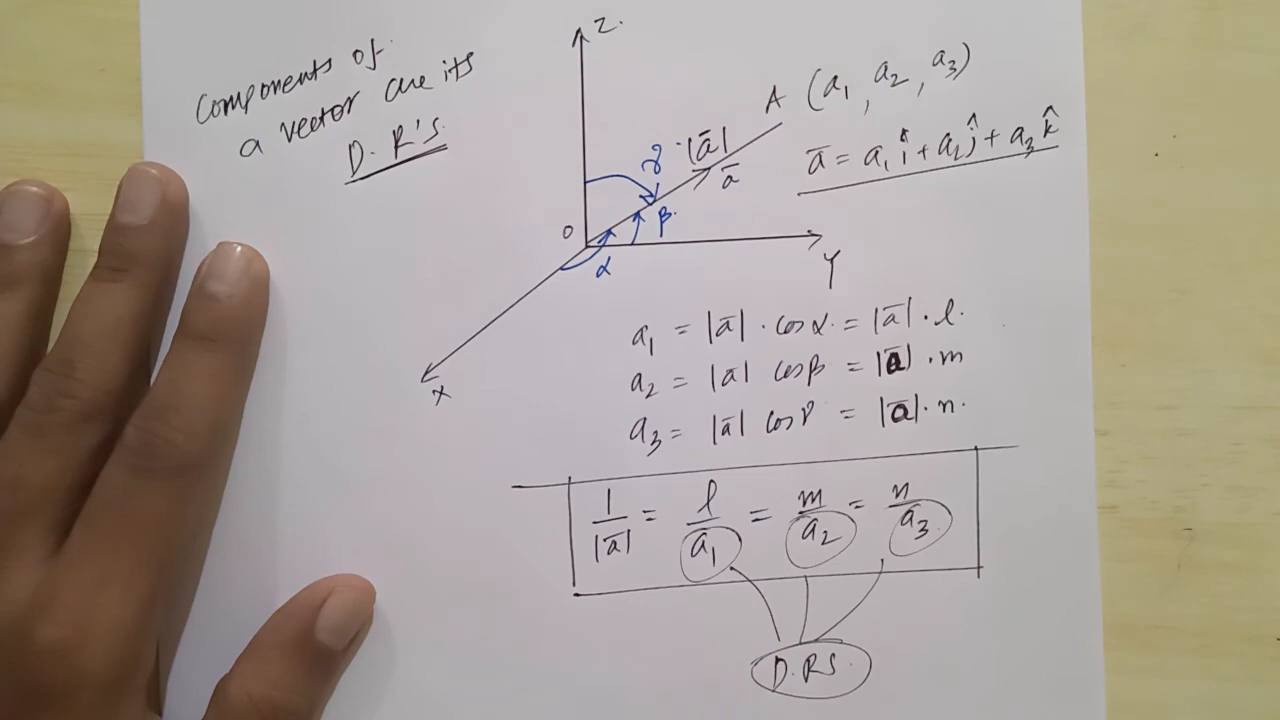 Components of
a vector are its
D.R's.
Z.
A (a₁, a₂, a₃)
|a̅|
γ
a̅
a̅ = a₁ î + a₂ ĵ + a₃ k̂
O
β.
α
Y
X
a₁ = |a̅| · cos α = |a̅| · l.
a₂ = |a̅| cos β = |a̅| · m
a₃ = |a̅| cos γ = |a̅| · n.
1/|a̅| = l/a₁ = m/a₂ = n/a₃
D.RS.